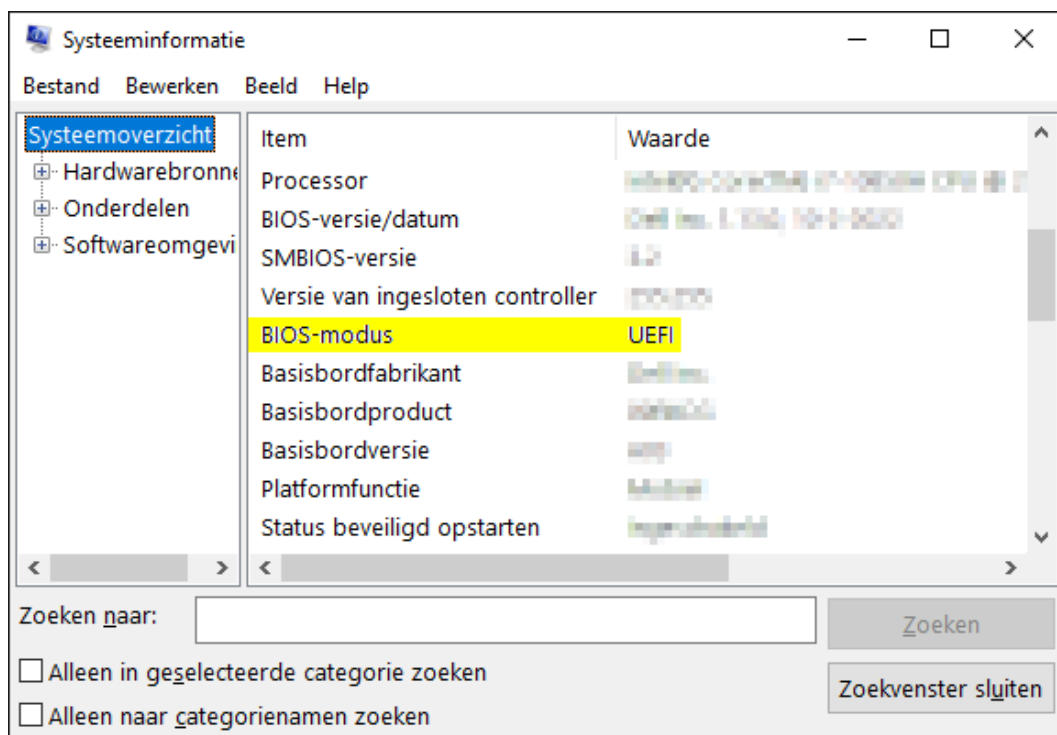 Systeeminformatie
Bestand Bewerken Beeld Help
Systeemoverzicht
Hardwarebronne
Onderdelen
Softwareomgevi
Item Waarde
Processor
BIOS-versie/datum
SMBIOS-versie
Versie van ingesloten controller
BIOS-modus UEFI
Basisbordfabrikant
Basisbordproduct
Basisbordversie
Platformfunctie
Status beveiligd opstarten
Zoeken naar:
Zoeken
Alleen in geselecteerde categorie zoeken
Zoekvenster sluiten
Alleen naar categorienamen zoeken